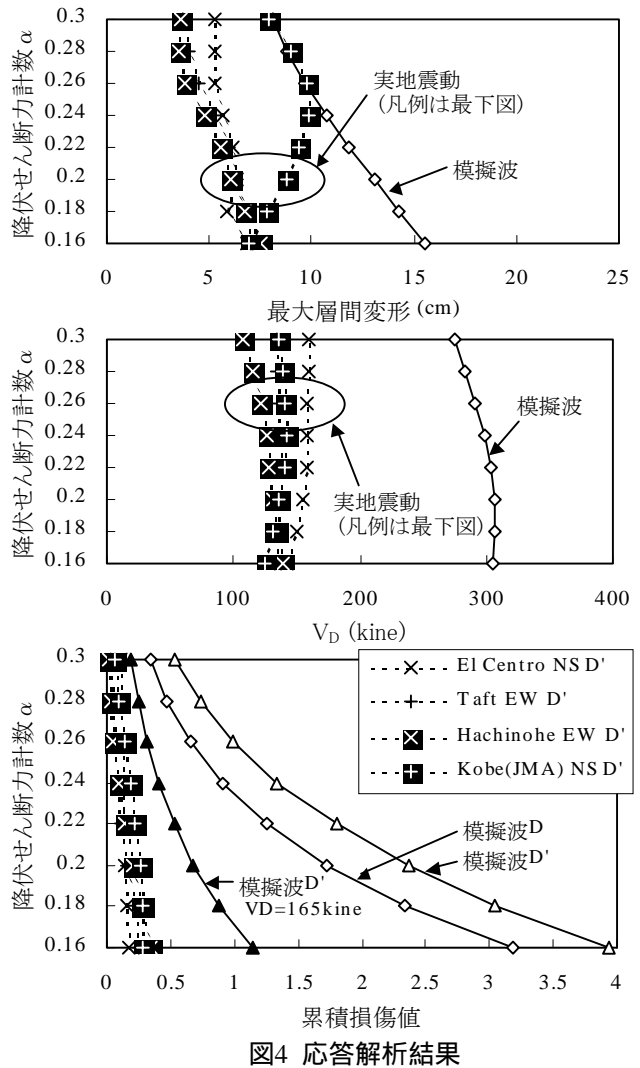 降伏せん断力計数α
0.3
0.28
0.26
0.24
0.22
0.2
0.18
0.16
実地震動
(凡例は最下図)
模擬波
0 5 10 15 20 25
最大層間変形 (cm)
降伏せん断力計数α
0.3
0.28
0.26
0.24
0.22
0.2
0.18
0.16
模擬波
実地震動
(凡例は最下図)
0 100 200 300 400
VD (kine)
降伏せん断力計数α
0.3
0.28
0.26
0.24
0.22
0.2
0.18
0.16
El Centro NS D'
Taft EW D'
Hachinohe EW D'
Kobe(JMA) NS D'
模擬波D
模擬波D'
模擬波D'
VD=165kine
0 0.5 1 1.5 2 2.5 3 3.5 4
累積損傷値
図4 応答解析結果